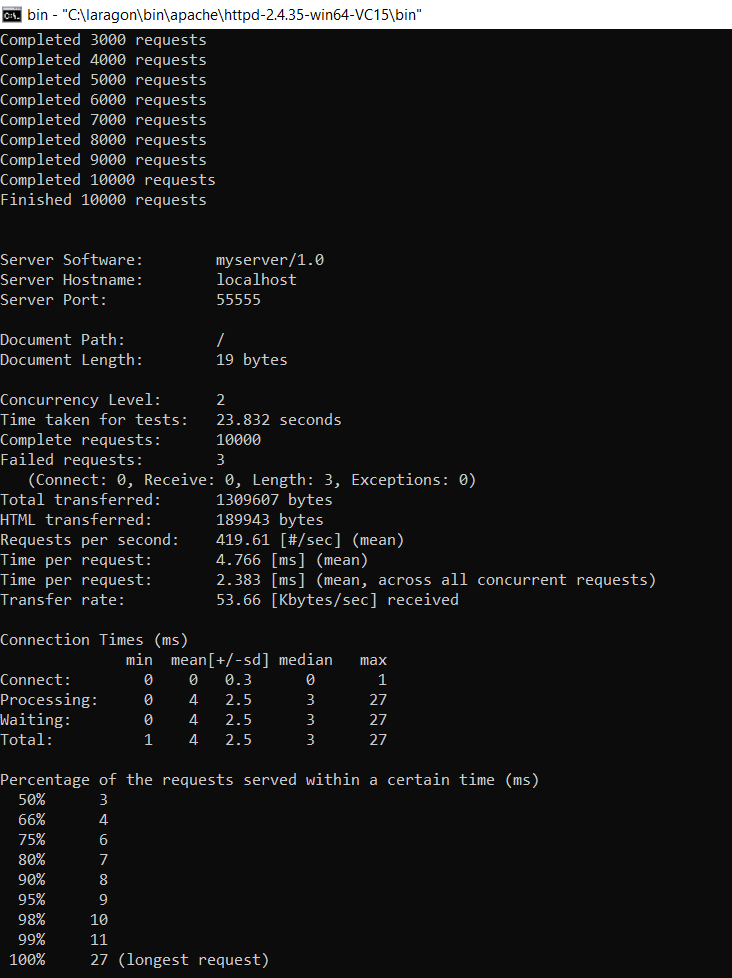 bin - "C:\laragon\bin\apache\httpd-2.4.35-win64-VC15\bin"
Completed 3000 requests
Completed 4000 requests
Completed 5000 requests
Completed 6000 requests
Completed 7000 requests
Completed 8000 requests
Completed 9000 requests
Completed 10000 requests
Finished 10000 requests
Server Software:        myserver/1.0
Server Hostname:        localhost
Server Port:            55555
Document Path:          /
Document Length:        19 bytes
Concurrency Level:      2
Time taken for tests:   23.832 seconds
Complete requests:      10000
Failed requests:        3
   (Connect: 0, Receive: 0, Length: 3, Exceptions: 0)
Total transferred:      1309607 bytes
HTML transferred:       189943 bytes
Requests per second:    419.61 [#/sec] (mean)
Time per request:       4.766 [ms] (mean)
Time per request:       2.383 [ms] (mean, across all concurrent requests)
Transfer rate:          53.66 [Kbytes/sec] received
Connection Times (ms)
              min  mean[+/-sd] median   max
Connect:        0    0   0.3      0       1
Processing:     0    4   2.5      3      27
Waiting:        0    4   2.5      3      27
Total:          1    4   2.5      3      27
Percentage of the requests served within a certain time (ms)
  50%      3
  66%      4
  75%      6
  80%      7
  90%      8
  95%      9
  98%     10
  99%     11
 100%     27 (longest request)